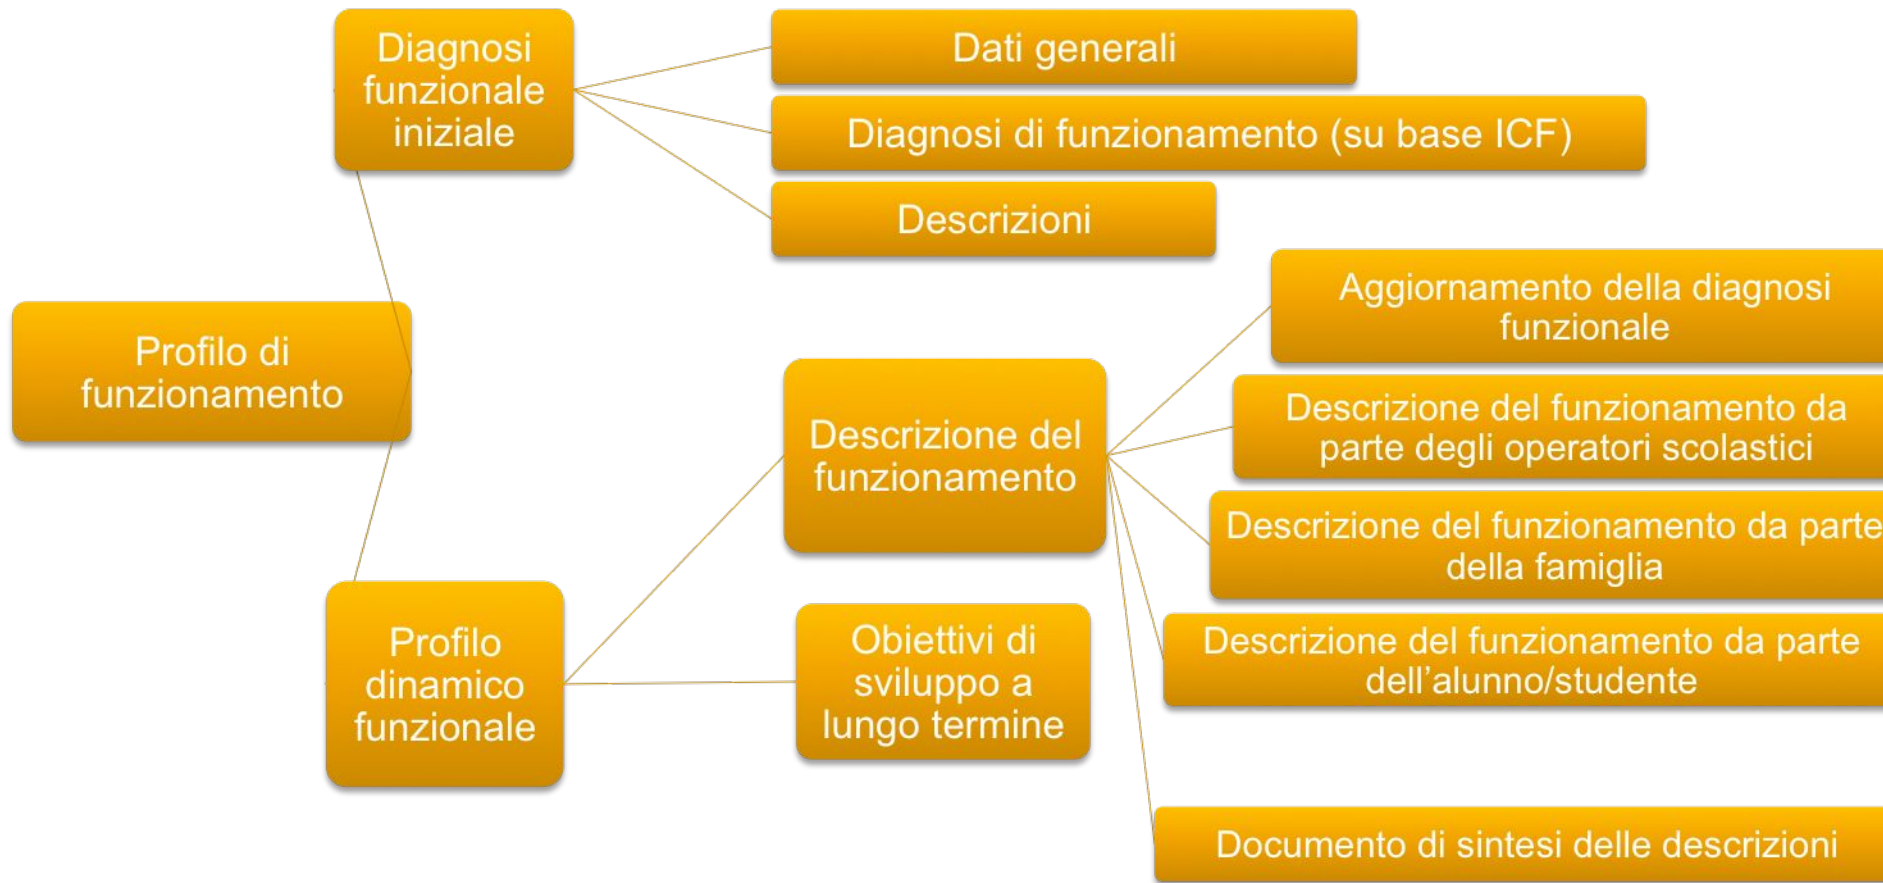 Diagnosi
funzionale
iniziale
Dati generali
Diagnosi di funzionamento (su base ICF)
Descrizioni
Profilo di
funzionamento
Profilo
dinamico
funzionale
Descrizione del
funzionamento
Obiettivi di
sviluppo a
lungo termine
Aggiornamento della diagnosi
funzionale
Descrizione del funzionamento da
parte degli operatori scolastici
Descrizione del funzionamento da parte
della famiglia
Descrizione del funzionamento da parte
dell’alunno/studente
Documento di sintesi delle descrizioni